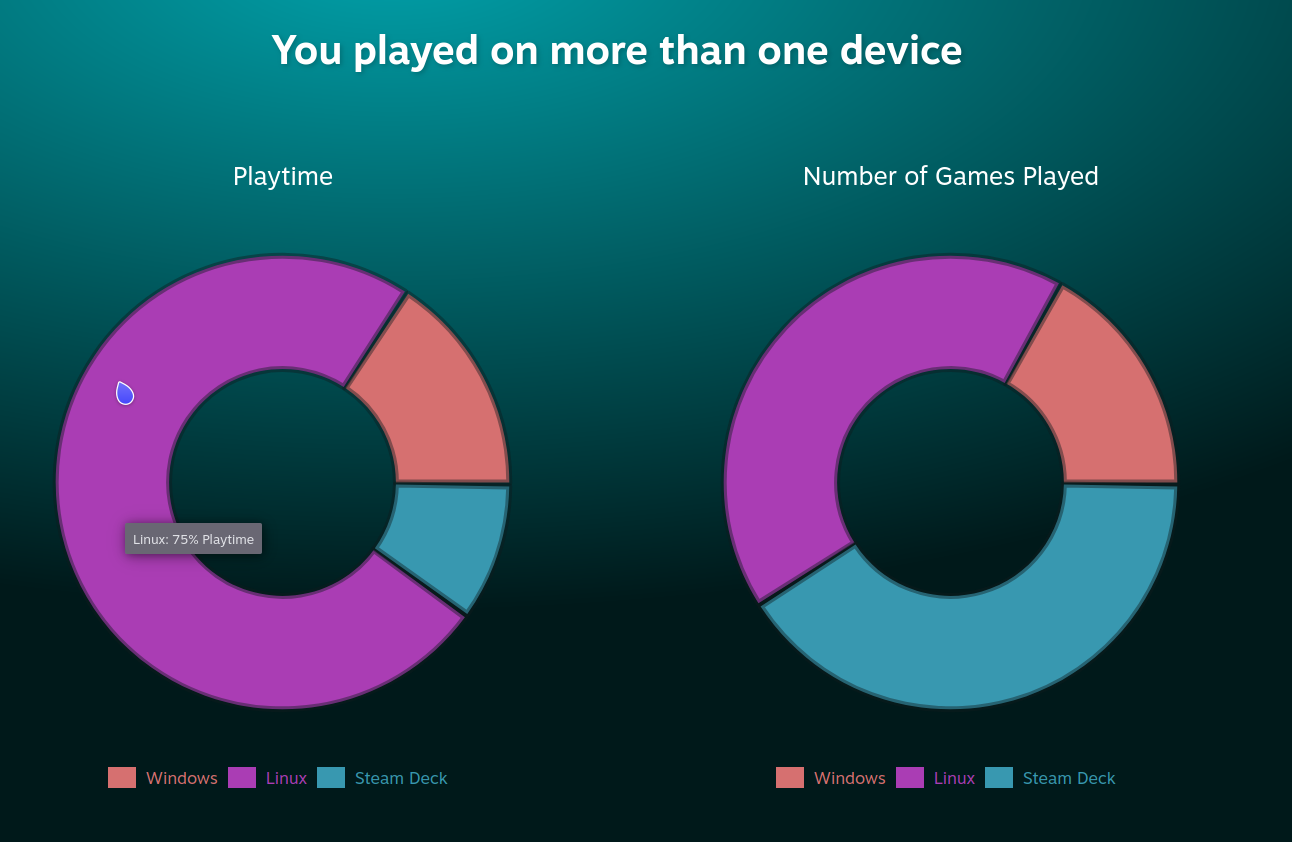 You played on more than one device
Playtime
Number of Games Played
Linux: 75% Playtime
Windows Linux Steam Deck
Windows Linux Steam Deck